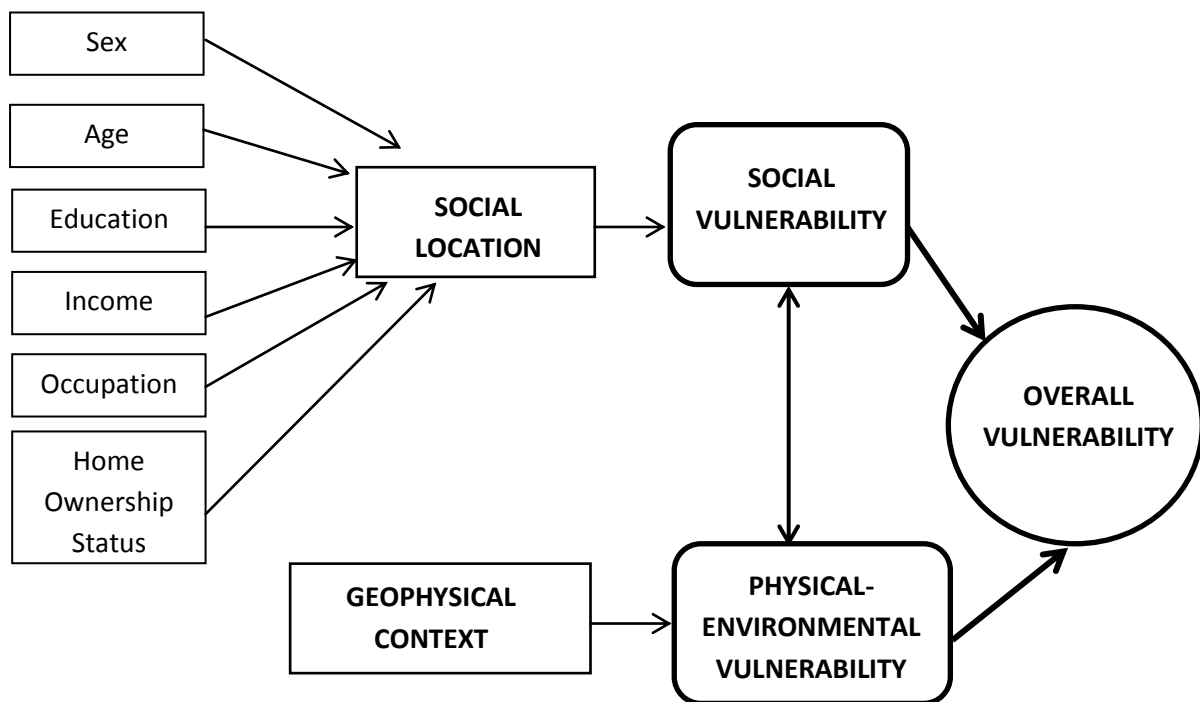 Sex
Age
Education
Income
Occupation
Home
Ownership
Status
SOCIAL
LOCATION
GEOPHYSICAL
CONTEXT
SOCIAL
VULNERABILITY
PHYSICAL-
ENVIRONMENTAL
VULNERABILITY
OVERALL
VULNERABILITY